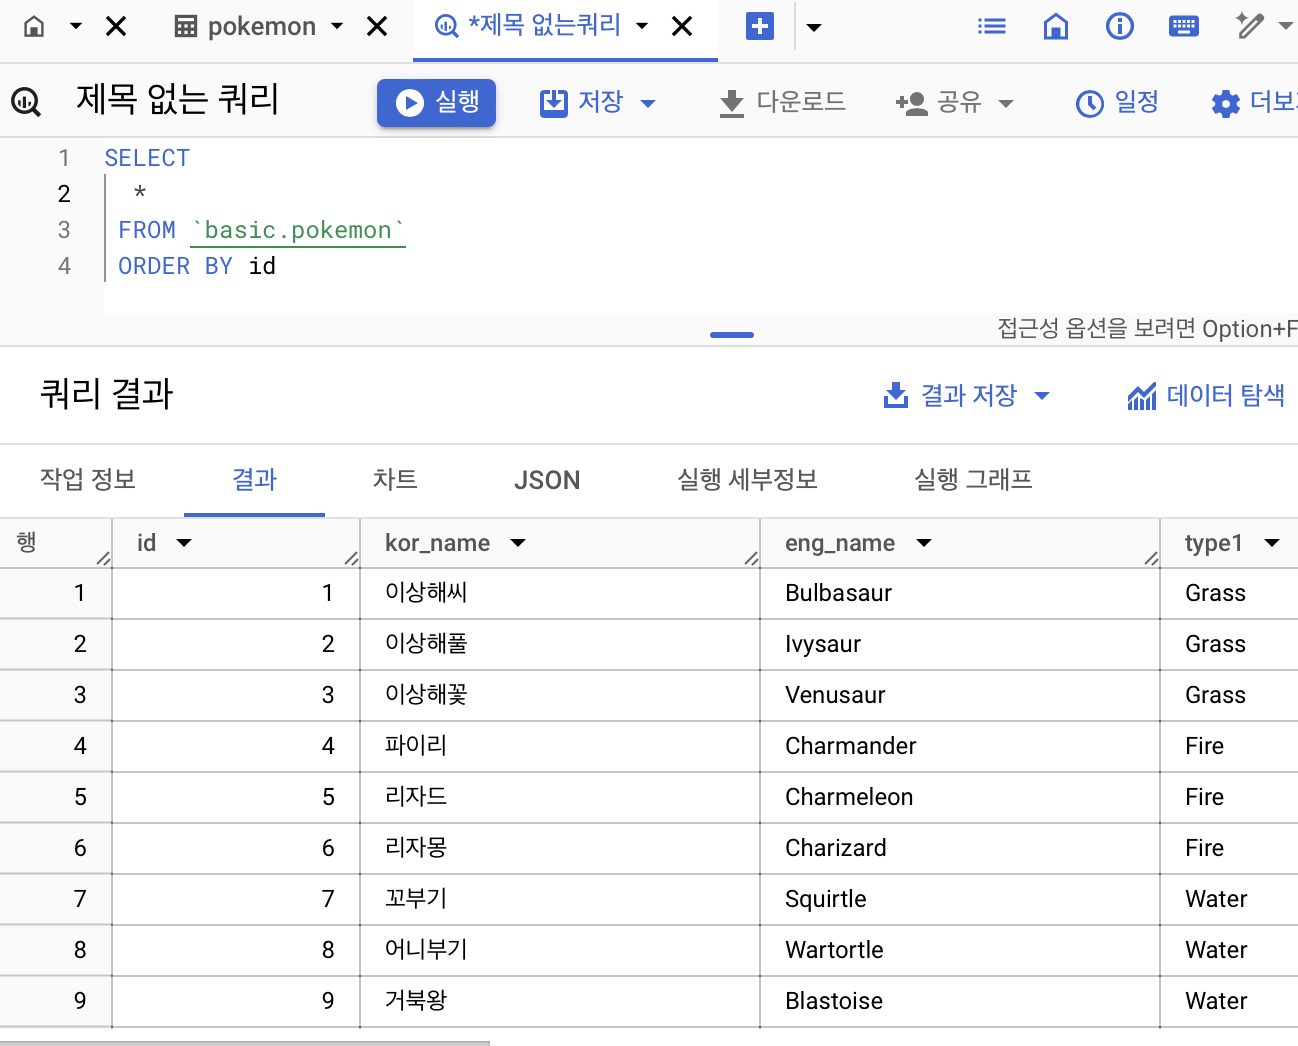 pokemon *제목 없는쿼리
제목 없는 쿼리 실행 저장 다운로드 공유 일정 더보
1 SELECT
2 *
3 FROM `basic.pokemon`
4 ORDER BY id
접근성 옵션을 보려면 Option+F
쿼리 결과 결과 저장 데이터 탐색
작업 정보 결과 차트 JSON 실행 세부정보 실행 그래프
행 id kor_name eng_name type1
1 1 이상해씨 Bulbasaur Grass
2 2 이상해풀 Ivysaur Grass
3 3 이상해꽃 Venusaur Grass
4 4 파이리 Charmander Fire
5 5 리자드 Charmeleon Fire
6 6 리자몽 Charizard Fire
7 7 꼬부기 Squirtle Water
8 8 어니부기 Wartortle Water
9 9 거북왕 Blastoise Water